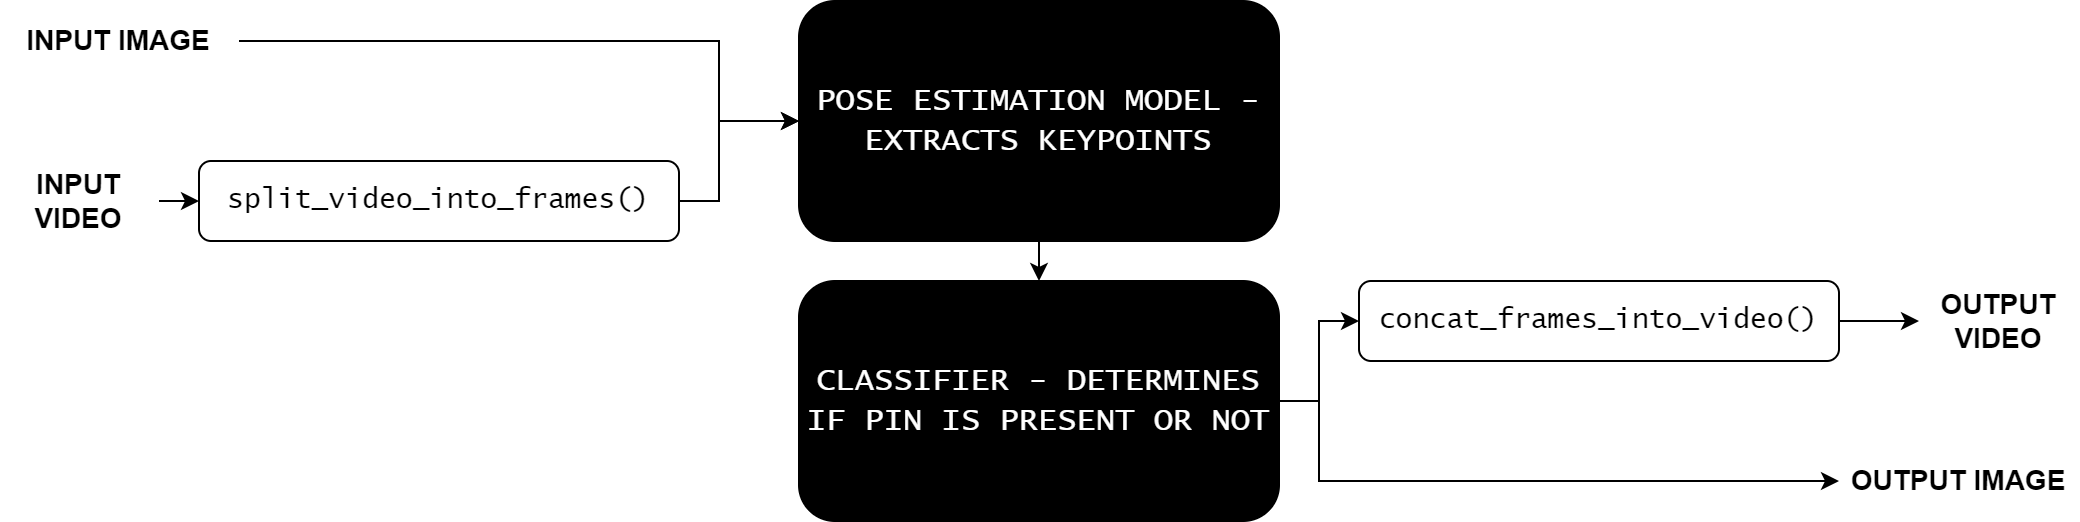 INPUT IMAGE
INPUT
VIDEO
split_video_into_frames()
POSE ESTIMATION MODEL -
EXTRACTS KEYPOINTS
CLASSIFIER - DETERMINES
IF PIN IS PRESENT OR NOT
concat_frames_into_video()
OUTPUT
VIDEO
OUTPUT IMAGE